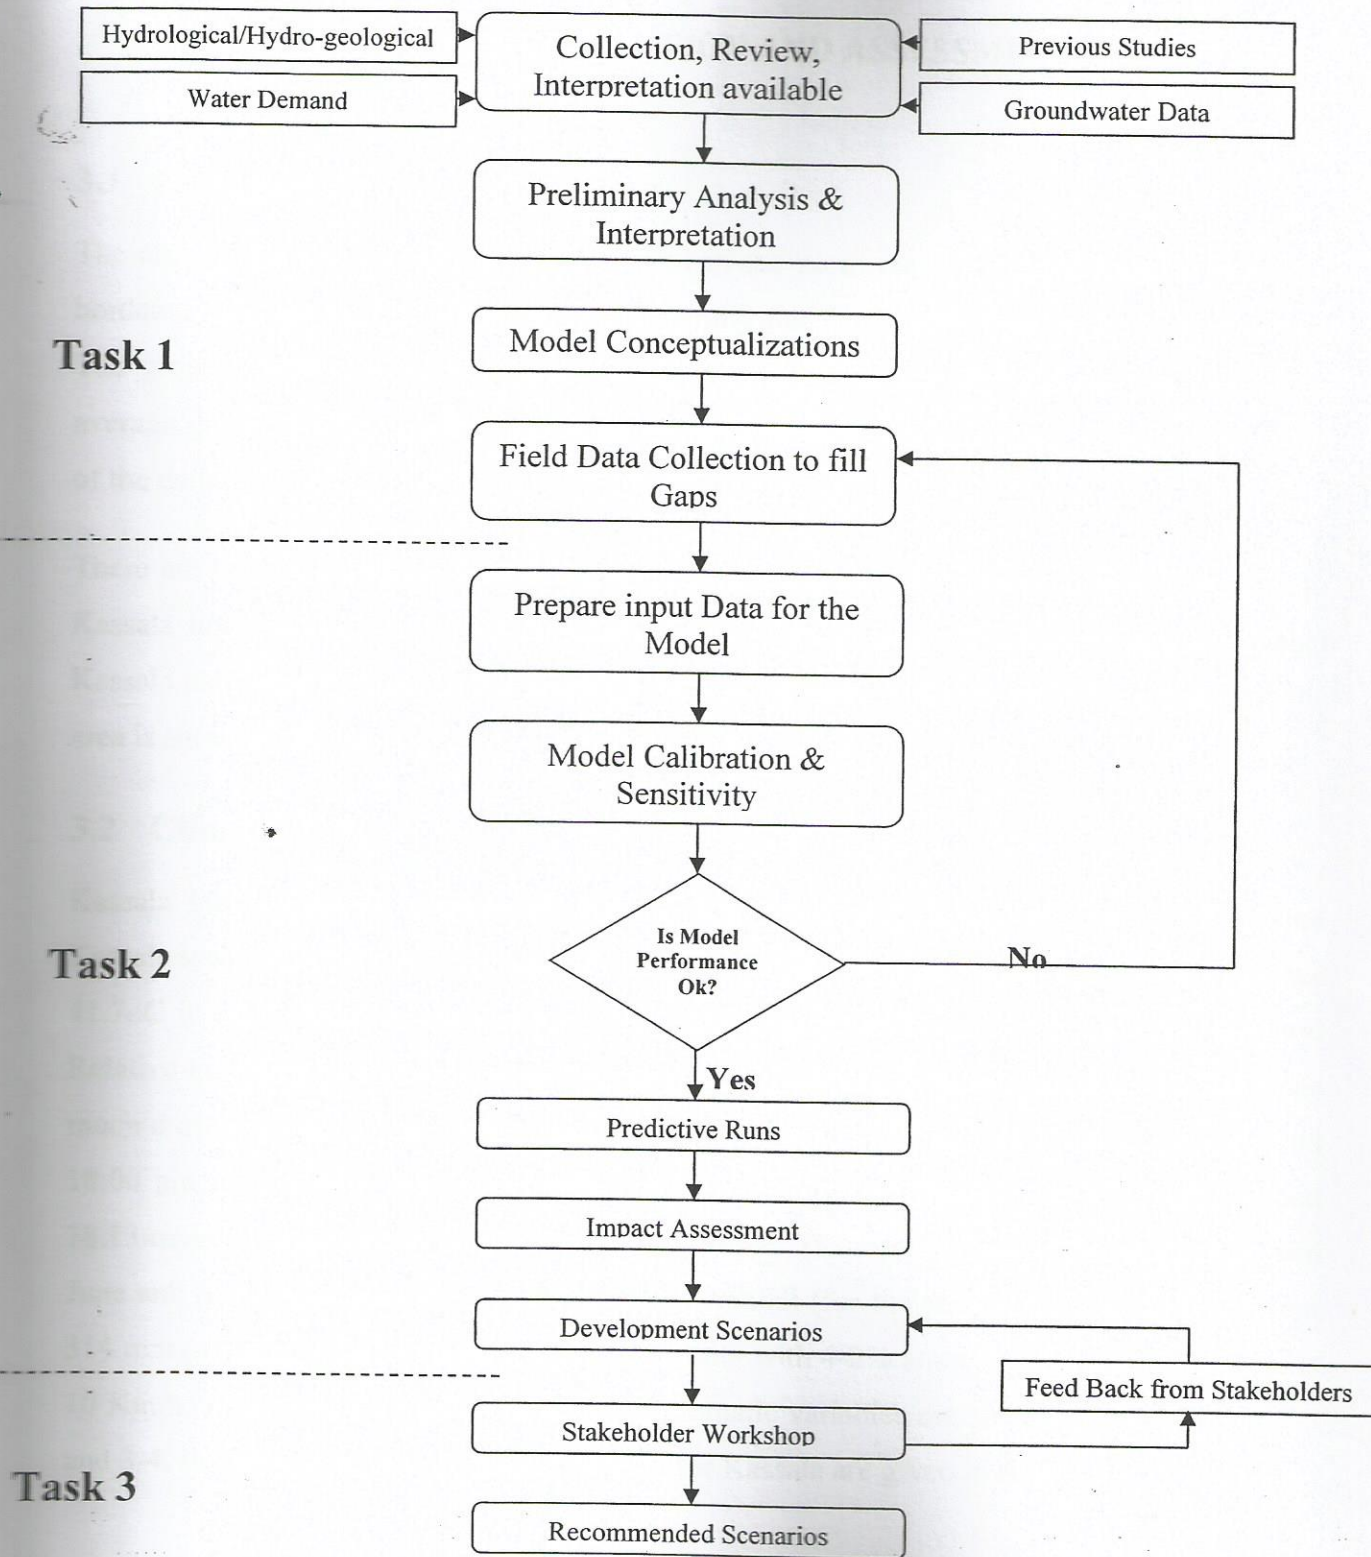 Hydrological/Hydro-geological
Collection, Review,
Interpretation available
Previous Studies
Water Demand
Groundwater Data
Preliminary Analysis &
Interpretation
Task 1
Model Conceptualizations
Field Data Collection to fill
Gaps
Prepare input Data for the
Model
Model Calibration &
Sensitivity
Task 2
Is Model
Performance
Ok?
No
Yes
Predictive Runs
Impact Assessment
Development Scenarios
Feed Back from Stakeholders
Stakeholder Workshop
Task 3
Recommended Scenarios